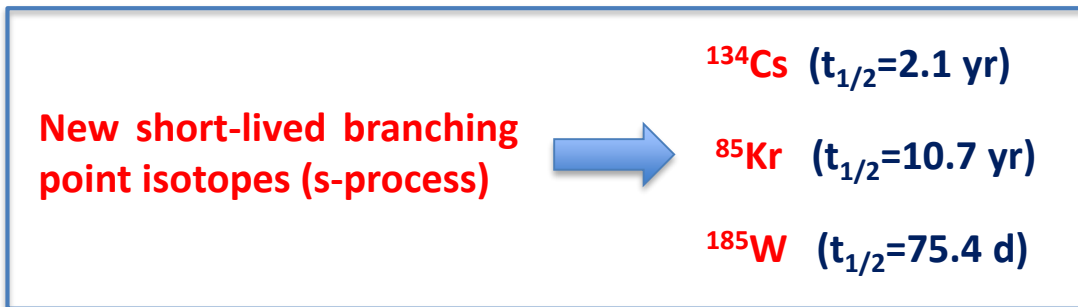 New short-lived branching
point isotopes (s-process)
¹³⁴Cs (t₁/₂=2.1 yr)
⁸⁵Kr (t₁/₂=10.7 yr)
¹⁸⁵W (t₁/₂=75.4 d)